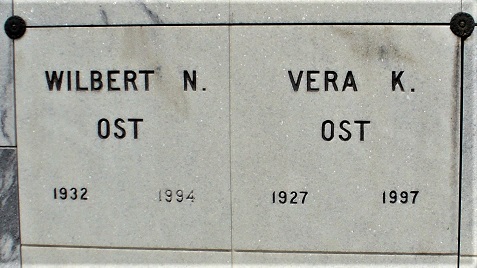 WILBERT N.
OST
1932 1994
VERA K.
OST
1927 1997